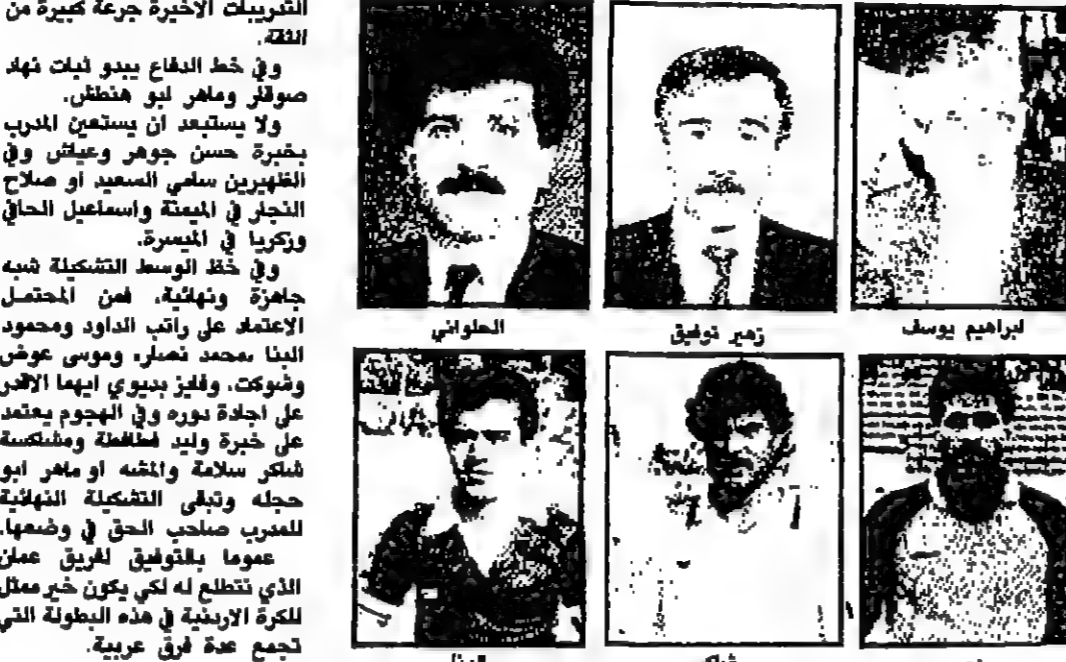 التدريبات الاخيرة جرعة كبيرة من
الثقة.
وفي خط الدفاع يبدو ثبات نهاد
صوقار وماهر ابو هنطش.
ولا يستبعد ان يستعين المدرب
بخبرة حسن جوهر وعياش وفي
الظهيرين سامي السعيد او صلاح
النجار في الميمنة واسماعيل الحافي
وزكريا في الميسرة.
وفي خط الوسط التشكيلة شبه
جاهزة ونهائية، فمن المحتمل
الاعتماد على راتب الداود ومحمود
البنا ،محمد نصار، وموسى عوض
وشوكت، وفايز بديوي ايهما الاقدر
على اجادة دوره وفي الهجوم يعتمد
على خبرة وليد فطافطة ومشاكسة
شاكر سلامة والمشه او ماهر ابو
حجله وتبقى التشكيلة النهائية
للمدرب صاحب الحق في وضعها.
عموما بالتوفيق لفريق عمان
الذي نتطلع له لكي يكون خير ممثل
للكرة الاردنية في هذه البطولة التي
تجمع عدة فرق عربية.
ابراهيم يوسف
زهير توفيق
الحلواني
شاكر
البنا